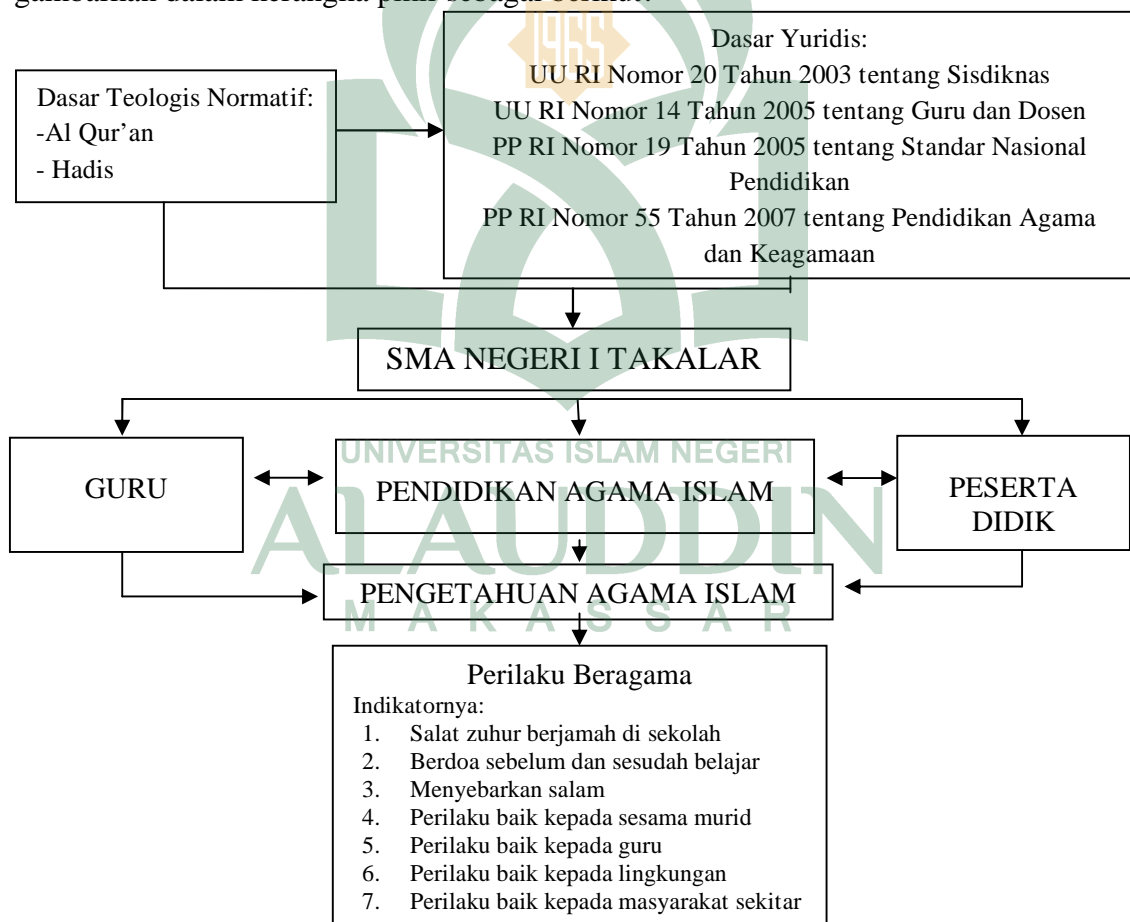 gambarkan dalam kerangka pikir sebagai berikut:
Dasar Teologis Normatif:
-Al Qur’an
- Hadis
Dasar Yuridis:
UU RI Nomor 20 Tahun 2003 tentang Sisdiknas
UU RI Nomor 14 Tahun 2005 tentang Guru dan Dosen
PP RI Nomor 19 Tahun 2005 tentang Standar Nasional
Pendidikan
PP RI Nomor 55 Tahun 2007 tentang Pendidikan Agama
dan Keagamaan
1965
SMA NEGERI I TAKALAR
GURU
PENDIDIKAN AGAMA ISLAM
PESERTA
DIDIK
UNIVERSITAS ISLAM NEGERI
ALAUDDIN
MAKASSAR
PENGETAHUAN AGAMA ISLAM
Perilaku Beragama
Indikatornya:
1. Salat zuhur berjamah di sekolah
2. Berdoa sebelum dan sesudah belajar
3. Menyebarkan salam
4. Perilaku baik kepada sesama murid
5. Perilaku baik kepada guru
6. Perilaku baik kepada lingkungan
7. Perilaku baik kepada masyarakat sekitar